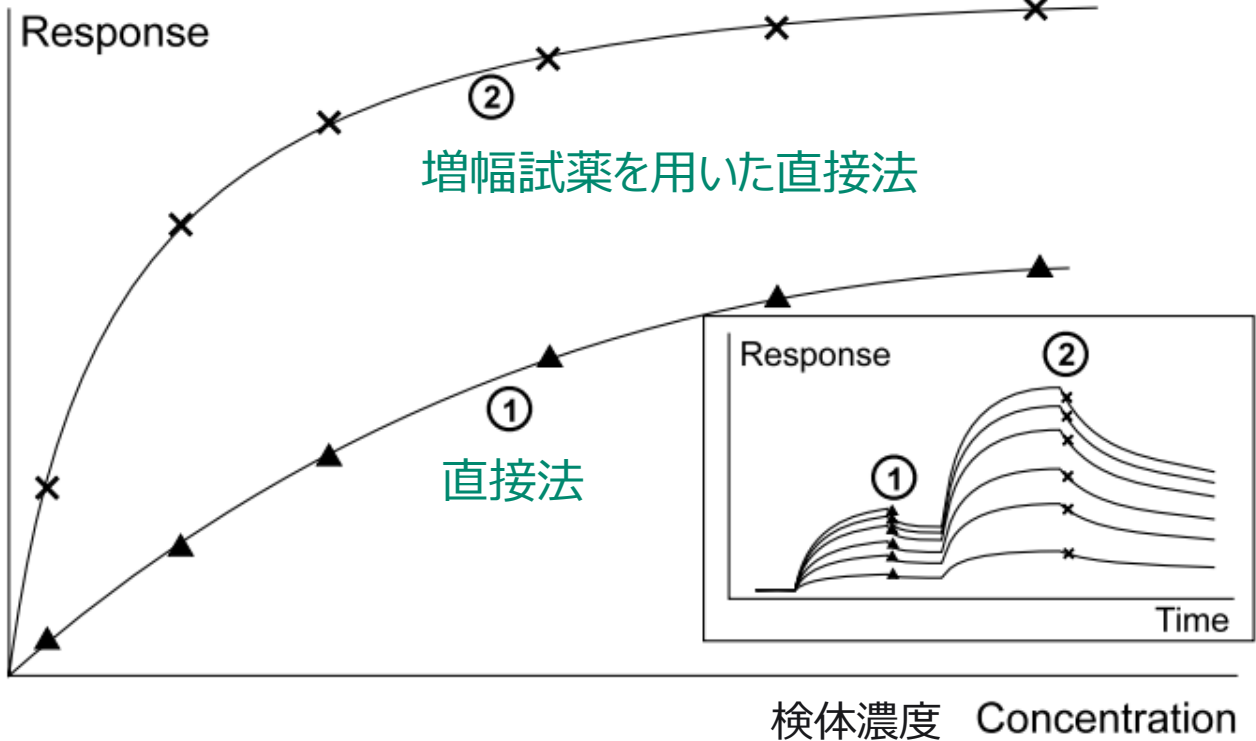 Response
②
増幅試薬を用いた直接法
①
直接法
Response
②
①
Time
検体濃度 Concentration